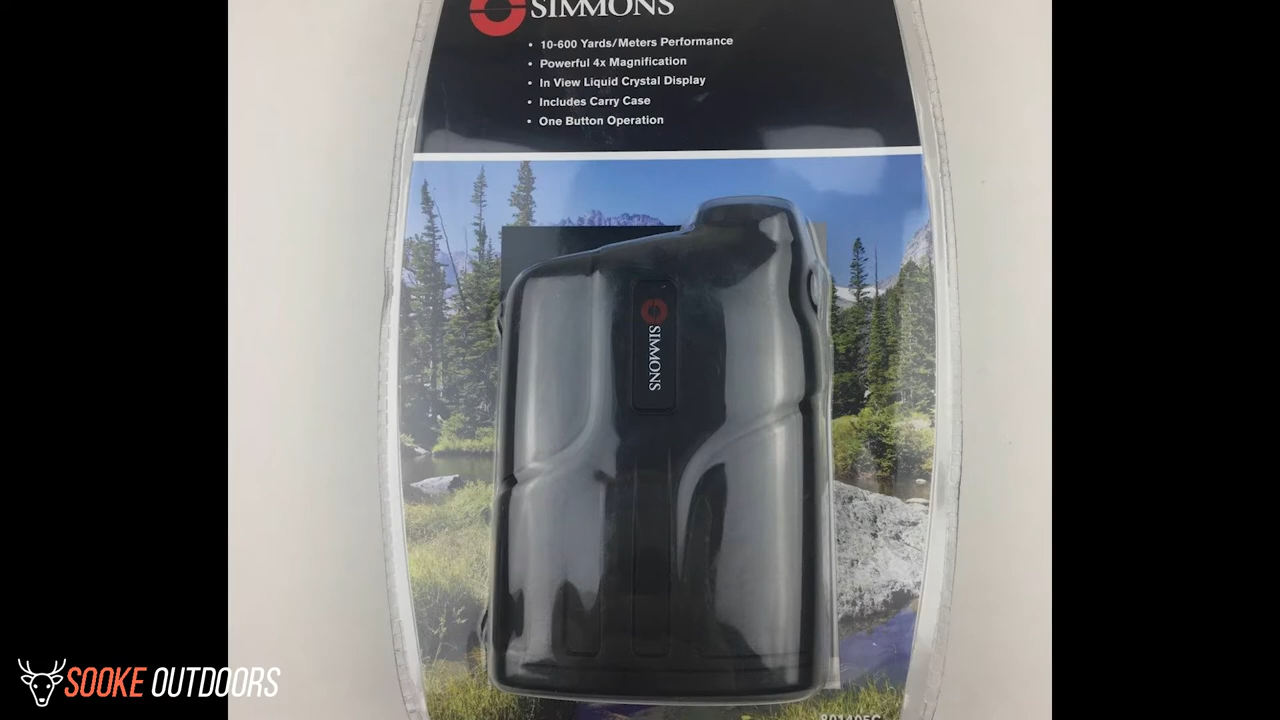 SIMMONS
• 10-600 Yards/Meters Performance
• Powerful 4x Magnification
• In View Liquid Crystal Display
• Includes Carry Case
• One Button Operation
SIMMONS
SOOKE OUTDOORS